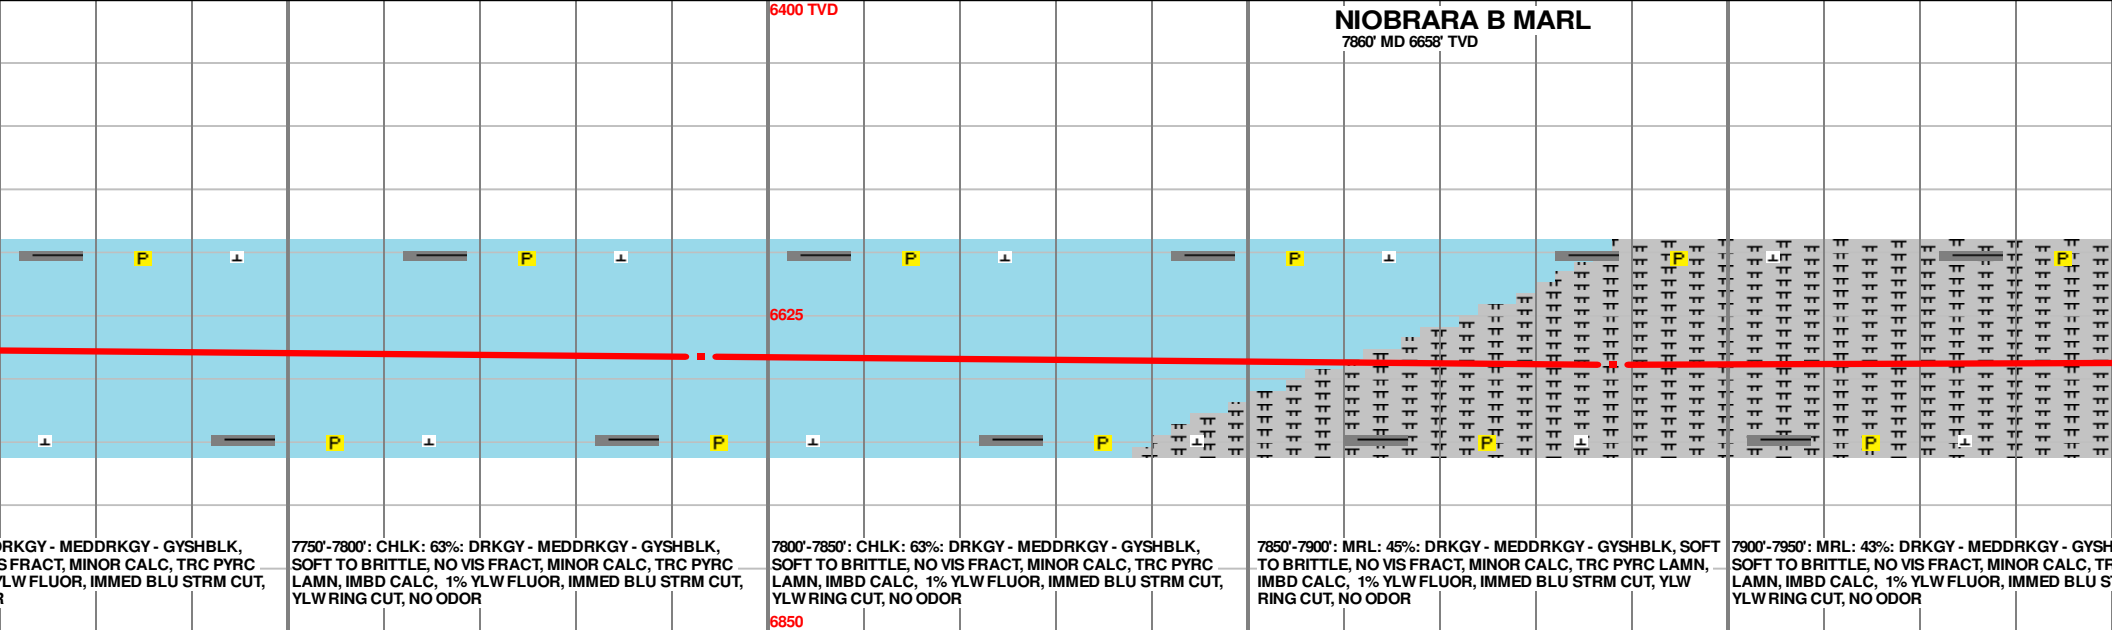 6400 TVD
NIOBRARA B MARL
7860' MD 6658' TVD
P P P P P P
6625
P P P P P
DRKGY - MEDDRKGY - GYSHBLK,
S FRACT, MINOR CALC, TRC PYRC
YLW FLUOR, IMMED BLU STRM CUT,
R
7750'-7800': CHLK: 63%: DRKGY - MEDDRKGY - GYSHBLK,
SOFT TO BRITTLE, NO VIS FRACT, MINOR CALC, TRC PYRC
LAMN, IMBD CALC, 1% YLW FLUOR, IMMED BLU STRM CUT,
YLW RING CUT, NO ODOR
7800'-7850': CHLK: 63%: DRKGY - MEDDRKGY - GYSHBLK,
SOFT TO BRITTLE, NO VIS FRACT, MINOR CALC, TRC PYRC
LAMN, IMBD CALC, 1% YLW FLUOR, IMMED BLU STRM CUT,
YLW RING CUT, NO ODOR
7850'-7900': MRL: 45%: DRKGY - MEDDRKGY - GYSHBLK, SOFT
TO BRITTLE, NO VIS FRACT, MINOR CALC, TRC PYRC LAMN,
IMBD CALC, 1% YLW FLUOR, IMMED BLU STRM CUT, YLW
RING CUT, NO ODOR
7900'-7950': MRL: 43%: DRKGY - MEDDRKGY - GYSH
SOFT TO BRITTLE, NO VIS FRACT, MINOR CALC, TR
LAMN, IMBD CALC, 1% YLW FLUOR, IMMED BLU S
YLW RING CUT, NO ODOR
6850